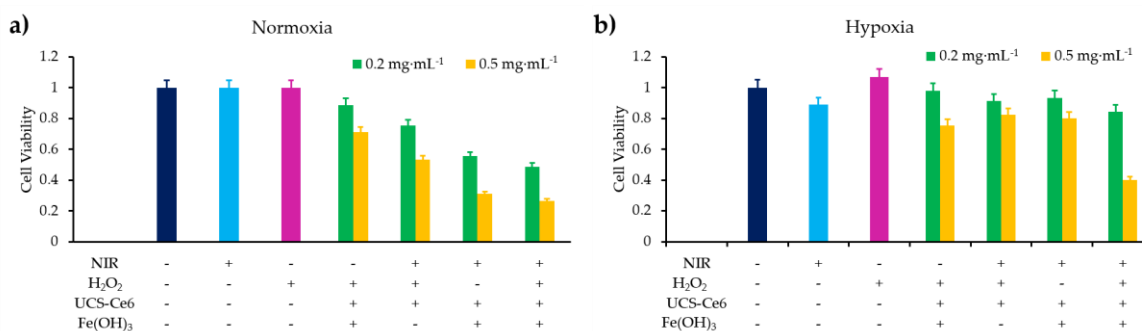 a)
Normoxia
0.2 mg·mL⁻¹ 0.5 mg·mL⁻¹
Cell Viability
1.2
1
0.8
0.6
0.4
0.2
0
NIR - + - - + + +
H₂O₂ - - + + + - +
UCS-Ce6 - - - + + + +
Fe(OH)₃ - - - + - + +
b)
Hypoxia
0.2 mg·mL⁻¹ 0.5 mg·mL⁻¹
Cell Viability
1.2
1
0.8
0.6
0.4
0.2
0
NIR - + - - + + +
H₂O₂ - - + + + - +
UCS-Ce6 - - - + + + +
Fe(OH)₃ - - - + - + +